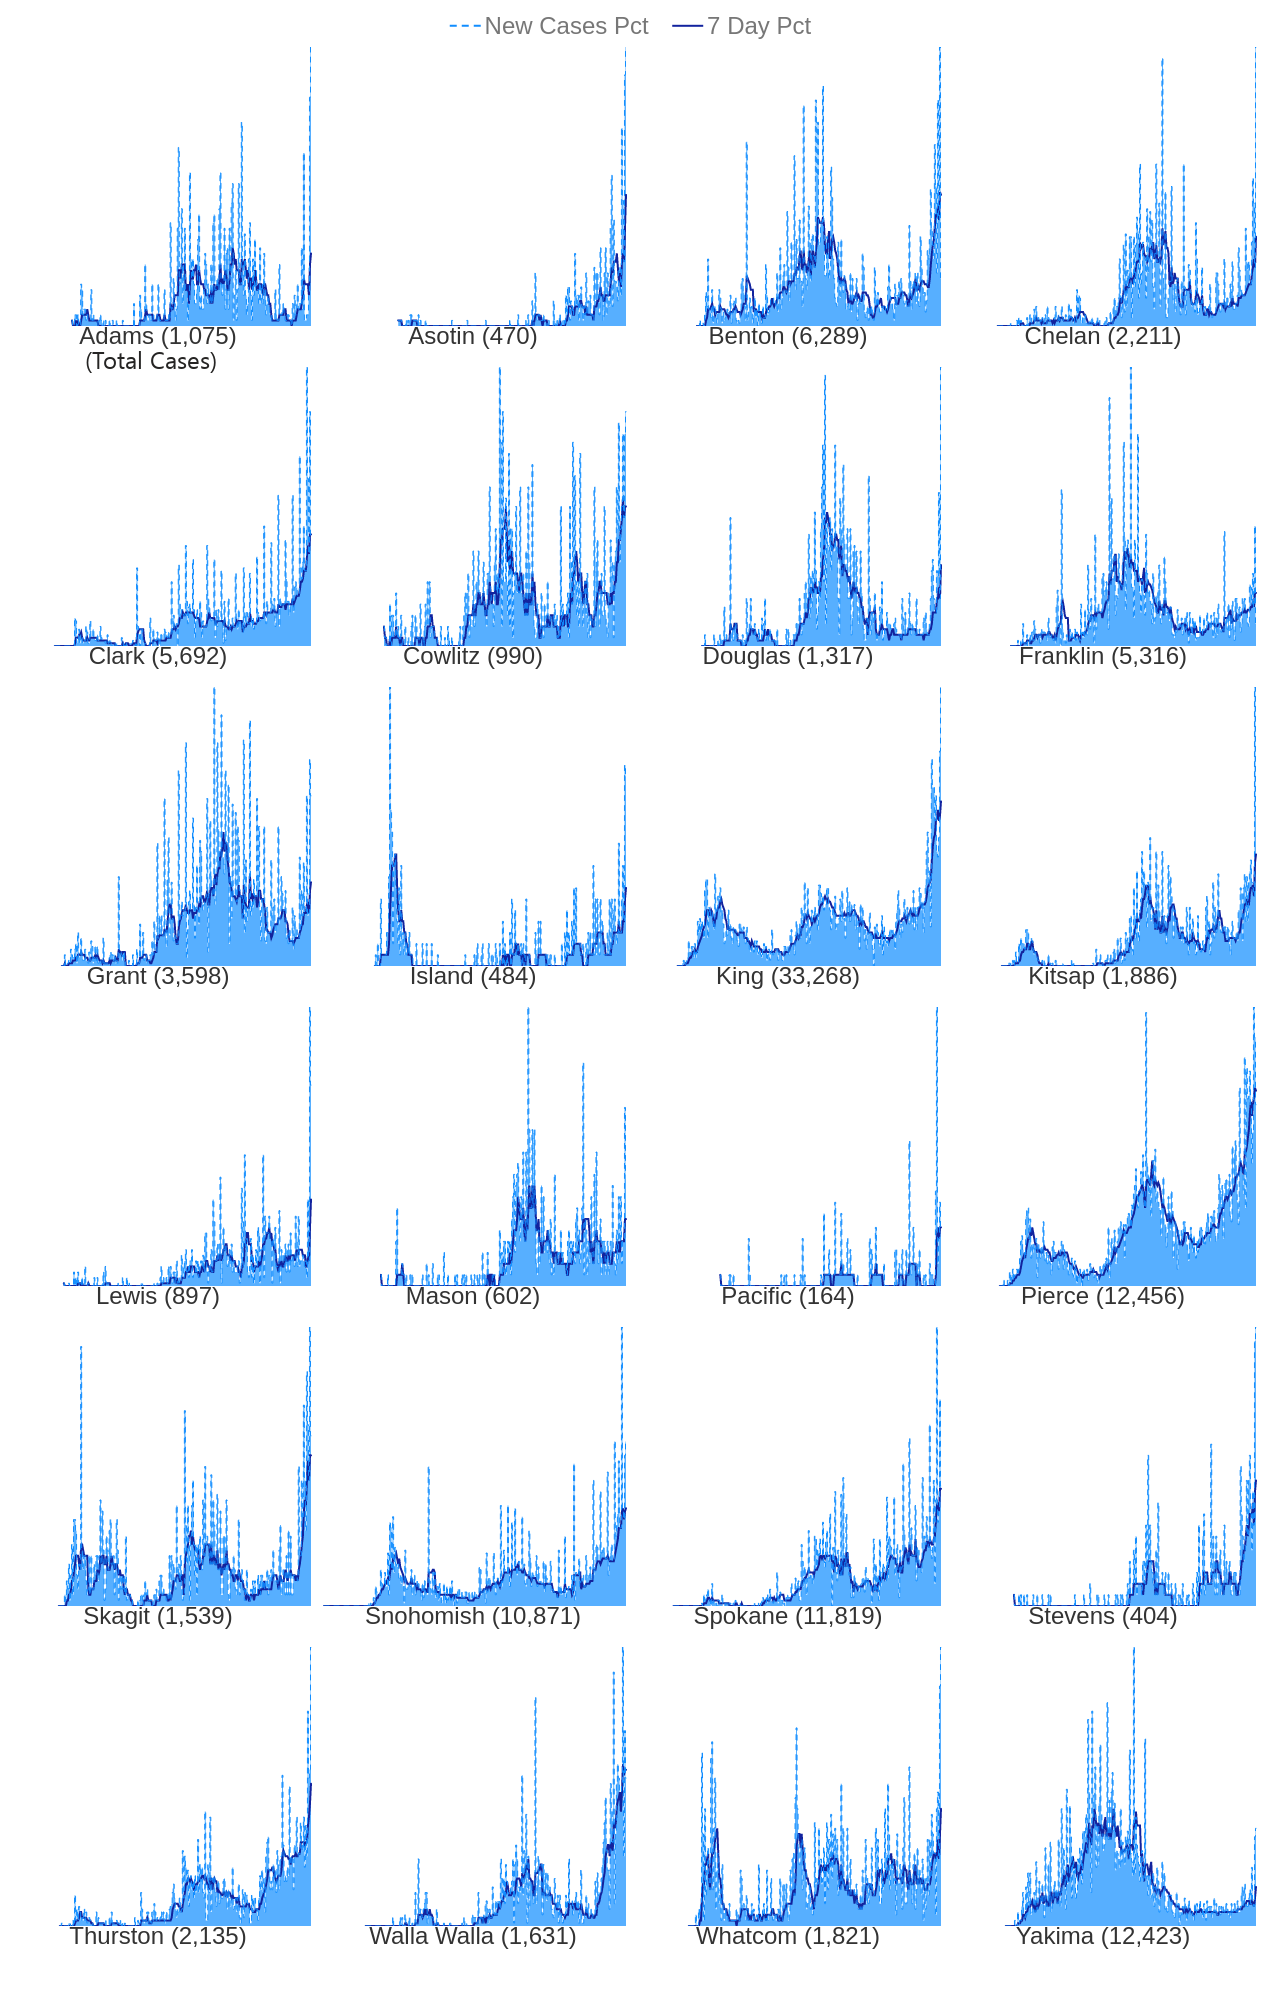 New Cases Pct 7 Day Pct
Adams (1,075) Asotin (470) Benton (6,289) Chelan (2,211)
(Total Cases)
Clark (5,692) Cowlitz (990) Douglas (1,317) Franklin (5,316)
Grant (3,598) Island (484) King (33,268) Kitsap (1,886)
Lewis (897) Mason (602) Pacific (164) Pierce (12,456)
Skagit (1,539) Snohomish (10,871) Spokane (11,819) Stevens (404)
Thurston (2,135) Walla Walla (1,631) Whatcom (1,821) Yakima (12,423)